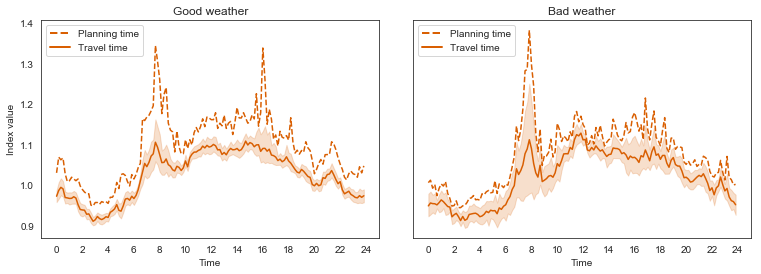 Good weather
Planning time
Travel time
Index value
1.4
1.3
1.2
1.1
1.0
0.9
0 2 4 6 8 10 12 14 16 18 20 22 24
Time
Bad weather
Planning time
Travel time
0 2 4 6 8 10 12 14 16 18 20 22 24
Time